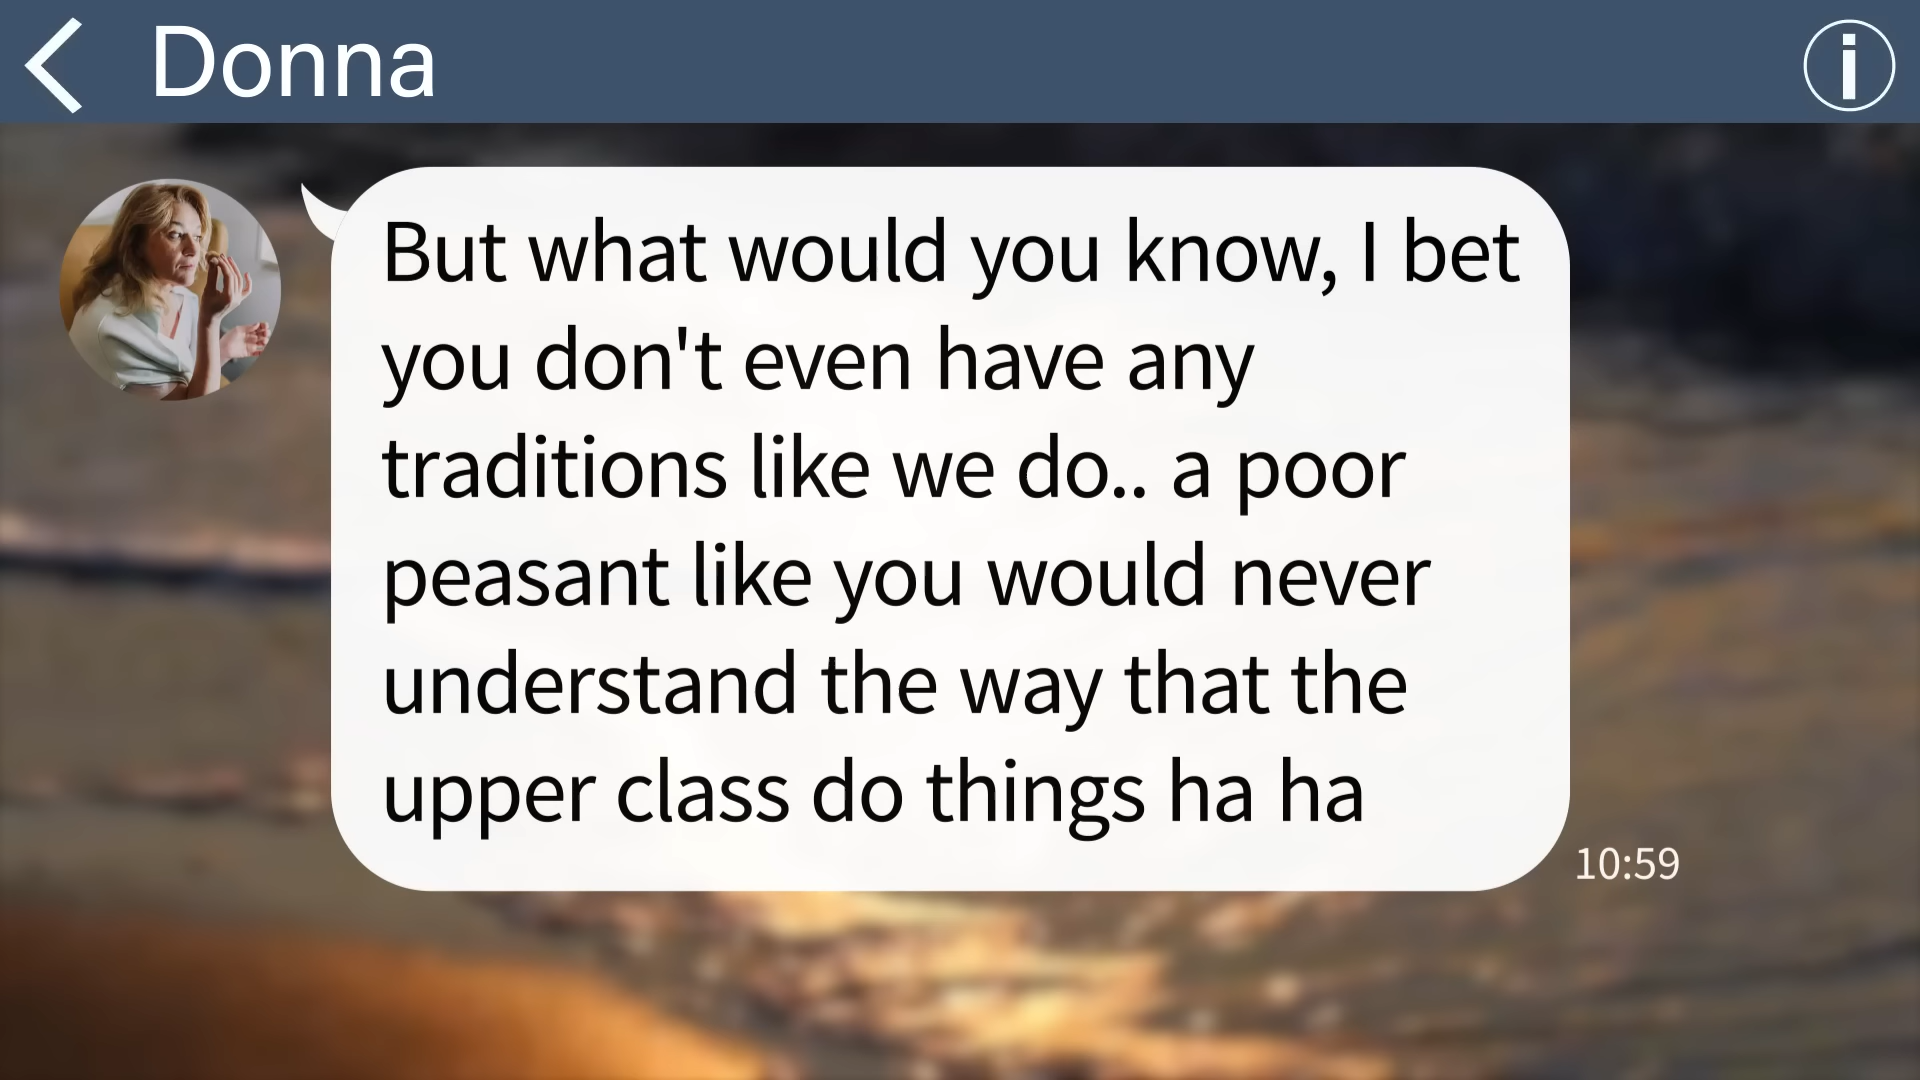 Donna
But what would you know, I bet
you don't even have any
traditions like we do.. a poor
peasant like you would never
understand the way that the
upper class do things ha ha
10:59